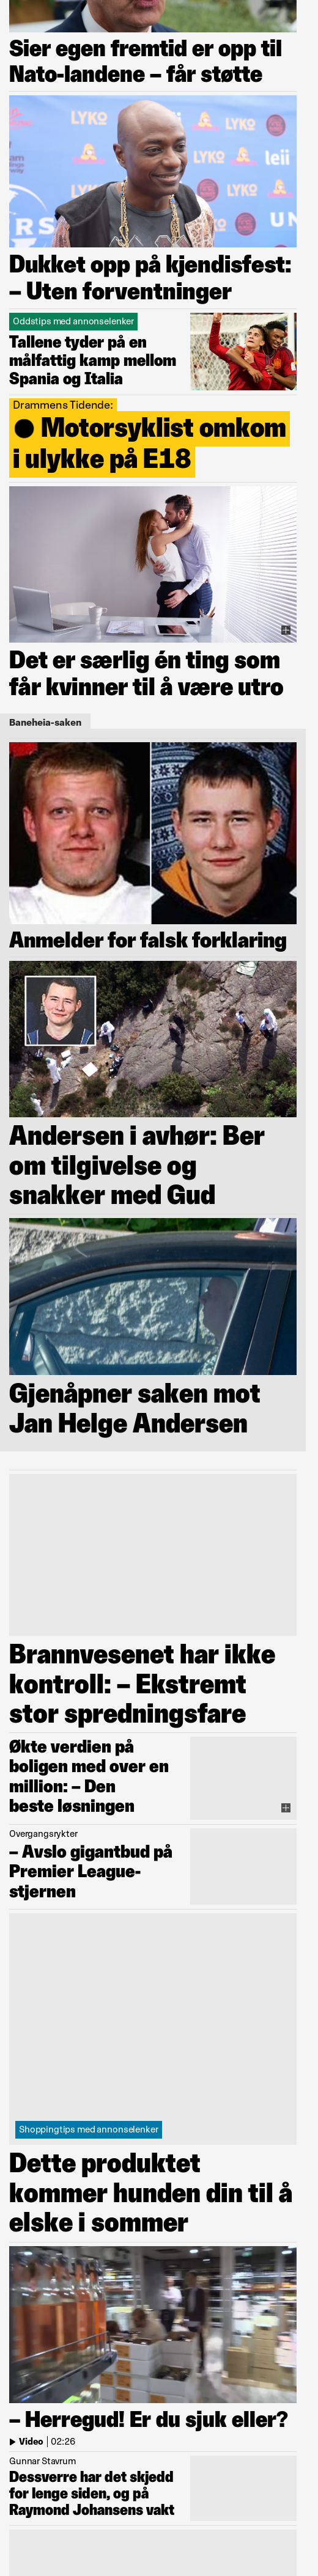 Sier egen fremtid er opp til
Nato-landene – får støtte
LYKO
LYKO
leii
LYKO
LYKO
Dukket opp på kjendisfest:
– Uten forventninger
Oddstips med annonselenker
Tallene tyder på en
målfattig kamp mellom
Spania og Italia
Drammens Tidende:
Motorsyklist omkom
i ulykke på E18
Det er særlig én ting som
får kvinner til å være utro
Baneheia-saken
Anmelder for falsk forklaring
Andersen i avhør: Ber
om tilgivelse og
snakker med Gud
Gjenåpner saken mot
Jan Helge Andersen
Brannvesenet har ikke
kontroll: – Ekstremt
stor spredningsfare
Økte verdien på
boligen med over en
million: – Den
beste løsningen
Overgangsrykter
– Avslo gigantbud på
Premier League-
stjernen
Shoppingtips med annonselenker
Dette produktet
kommer hunden din til å
elske i sommer
– Herregud! Er du sjuk eller?
Video 02:26
Gunnar Stavrum
Dessverre har det skjedd
for lenge siden, og på
Raymond Johansens vakt